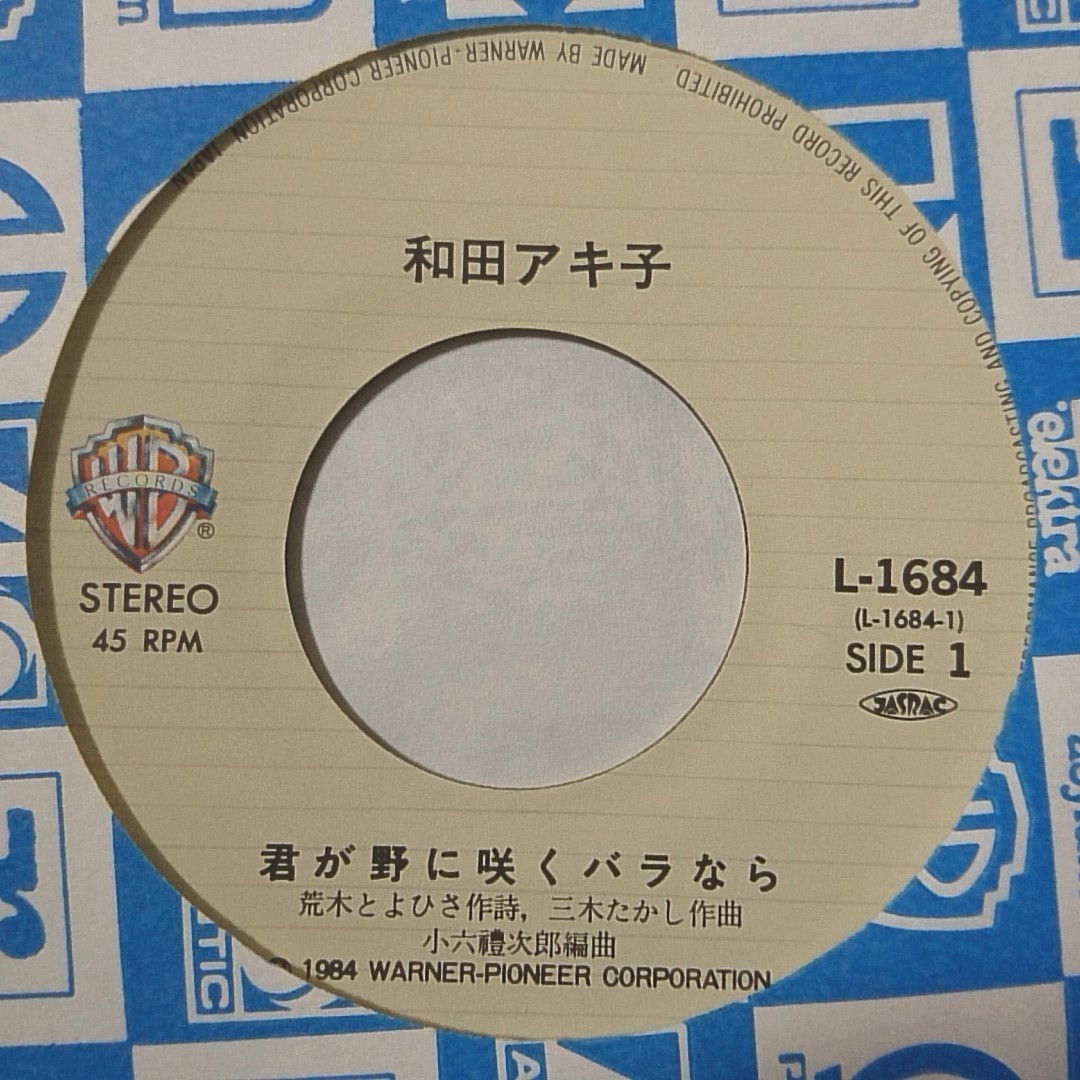 MADE BY WARNER-PIONEER CORPORATION, JAPAN
BROADCASTING AND COPYING OF THIS RECORD PROHIBITED.
和田アキ子
RECORDS
®
STEREO
45 RPM
L-1684
(L-1684-1)
SIDE 1
JASRAC
君が野に咲くバラなら
荒木とよひさ作詩, 三木たかし作曲
小六禮次郎編曲
1984 WARNER-PIONEER CORPORATION
elektra